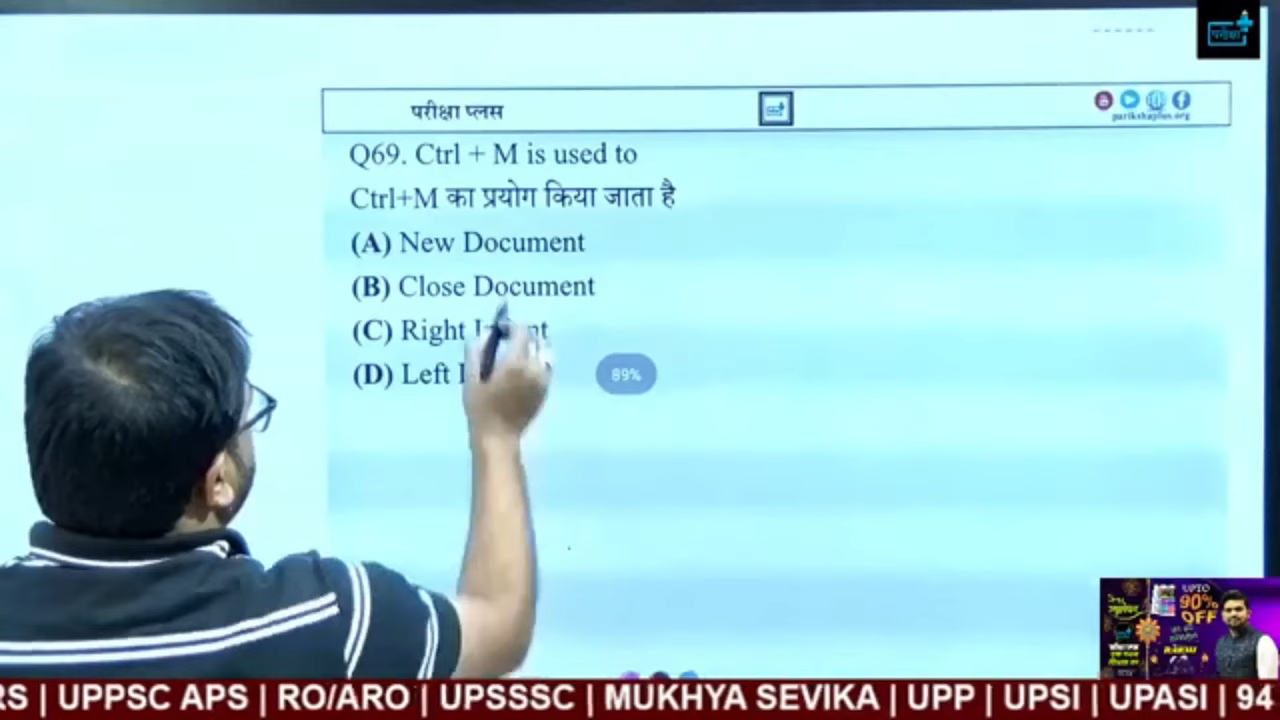 परीक्षा
परीक्षा प्लस
parikshaplus.org
Q69. Ctrl + M is used to
Ctrl+M का प्रयोग किया जाता है
(A) New Document
(B) Close Document
(C) Right
(D) Left
89%
UPTO
90%
OFF
RS | UPPSC APS | RO/ARO | UPSSSC | MUKHYA SEVIKA | UPP | UPSI | UPASI | 94